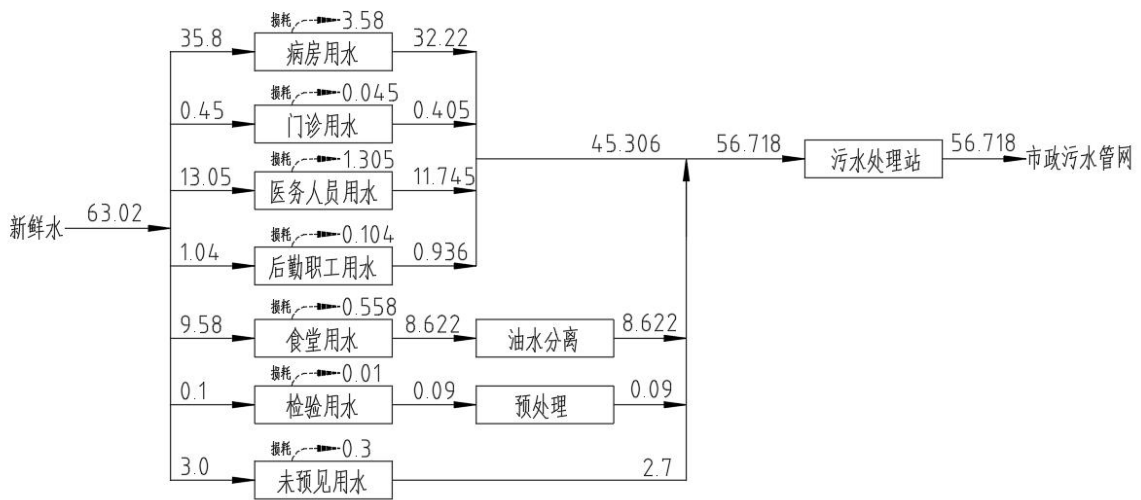 损耗 3.58
35.8 病房用水 32.22
损耗 0.045
0.45 门诊用水 0.405
损耗 1.305
13.05 医务人员用水 11.745
45.306 56.718 污水处理站 56.718 市政污水管网
新鲜水 63.02
损耗 0.104
1.04 后勤职工用水 0.936
损耗 0.558
9.58 食堂用水 8.622 油水分离 8.622
损耗 0.01
0.1 检验用水 0.09 预处理 0.09
损耗 0.3
3.0 未预见用水 2.7